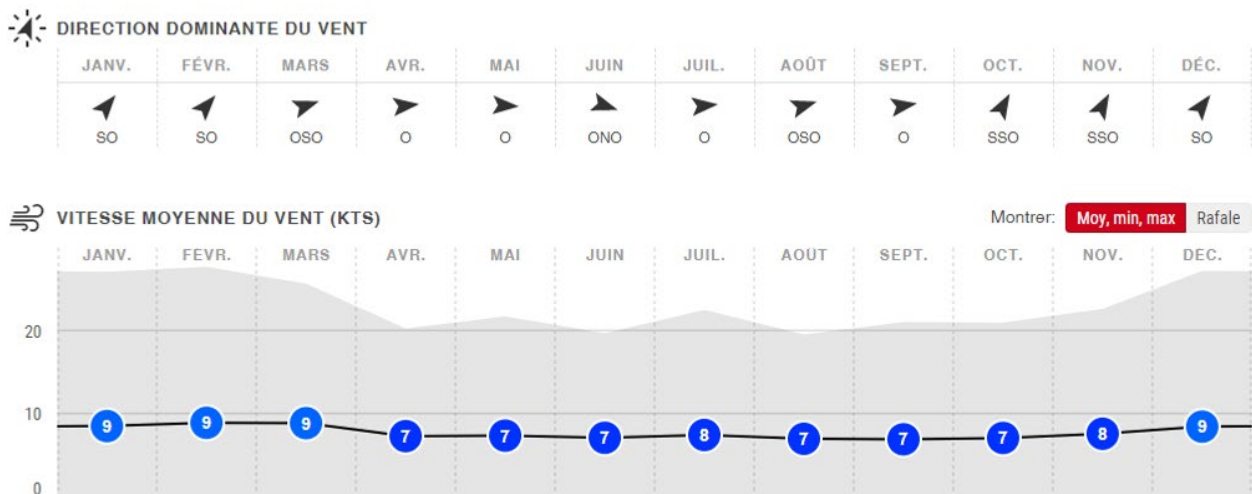 DIRECTION DOMINANTE DU VENT
JANV. FÉVR. MARS AVR. MAI JUIN JUIL. AOÛT SEPT. OCT. NOV. DÉC.
SO SO OSO O O ONO O OSO O SSO SSO SO
VITESSE MOYENNE DU VENT (KTS) Montrer: Moy, min, max Rafale
JANV. FÉVR. MARS AVR. MAI JUIN JUIL. AOÛT SEPT. OCT. NOV. DEC.
20
10
9 9 9 7 7 7 8 7 7 7 8 9
0